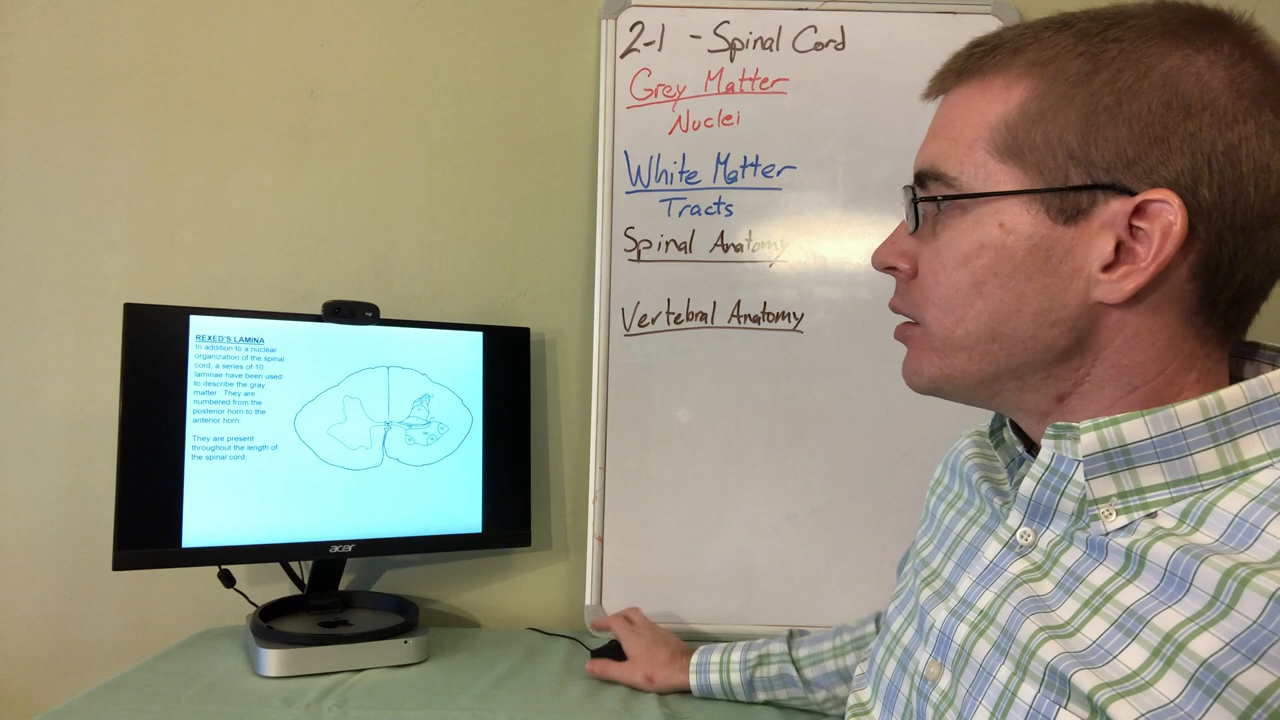 2-1 - Spinal Cord
Grey Matter
Nuclei
White Matter
Tracts
Spinal Anatomy
Vertebral Anatomy
REXED'S LAMINA
In addition to a nuclear
organization of the spinal
cord, a series of 10
laminae have been used
to describe the gray
matter. They are
numbered from the
posterior horn to the
anterior horn.
They are present
throughout the length of
the spinal cord.
acer